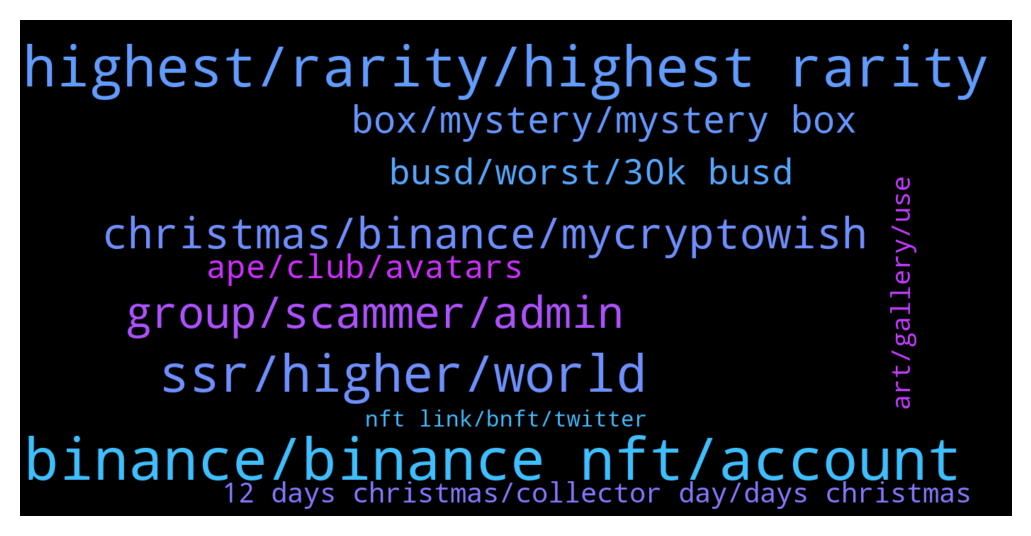 highest/rarity/highest rarity
box/mystery/mystery box
busd/worst/30k busd
art/gallery/use
christmas/binance/mycryptowish
ape/club/avatars
group/scammer/admin
ssr/higher/world
nft link/bnft/twitter
binance/binance nft/account
12 days christmas/collector day/days christmas